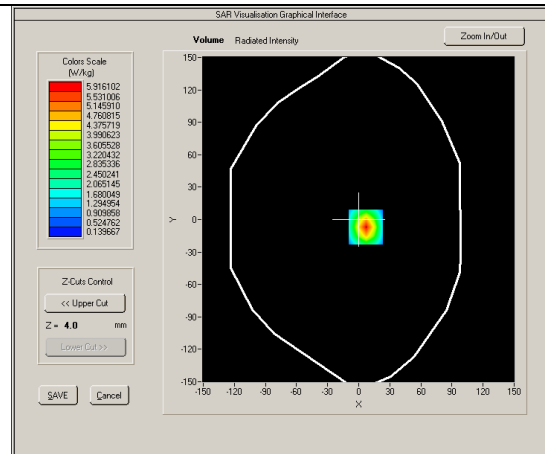 SAR Visualisation Graphical Interface
Volume Radiated Intensity
Zoom In/Out
Colors Scale
(W/kg)
5.916102
5.531006
5.145910
4.760815
4.375719
3.990623
3.605528
3.220432
2.835336
2.450241
2.065145
1.680049
1.294954
0.909858
0.524762
0.139667
Z-Cuts Control
<< Upper Cut
Z = 4.0 mm
Lower Cut >>
SAVE Cancel
150-
120-
90-
60-
30-
Y 0-
-30-
-60-
-90-
-120-
-150-
-150 -120 -90 -60 -30 0 30 60 90 120 150
X